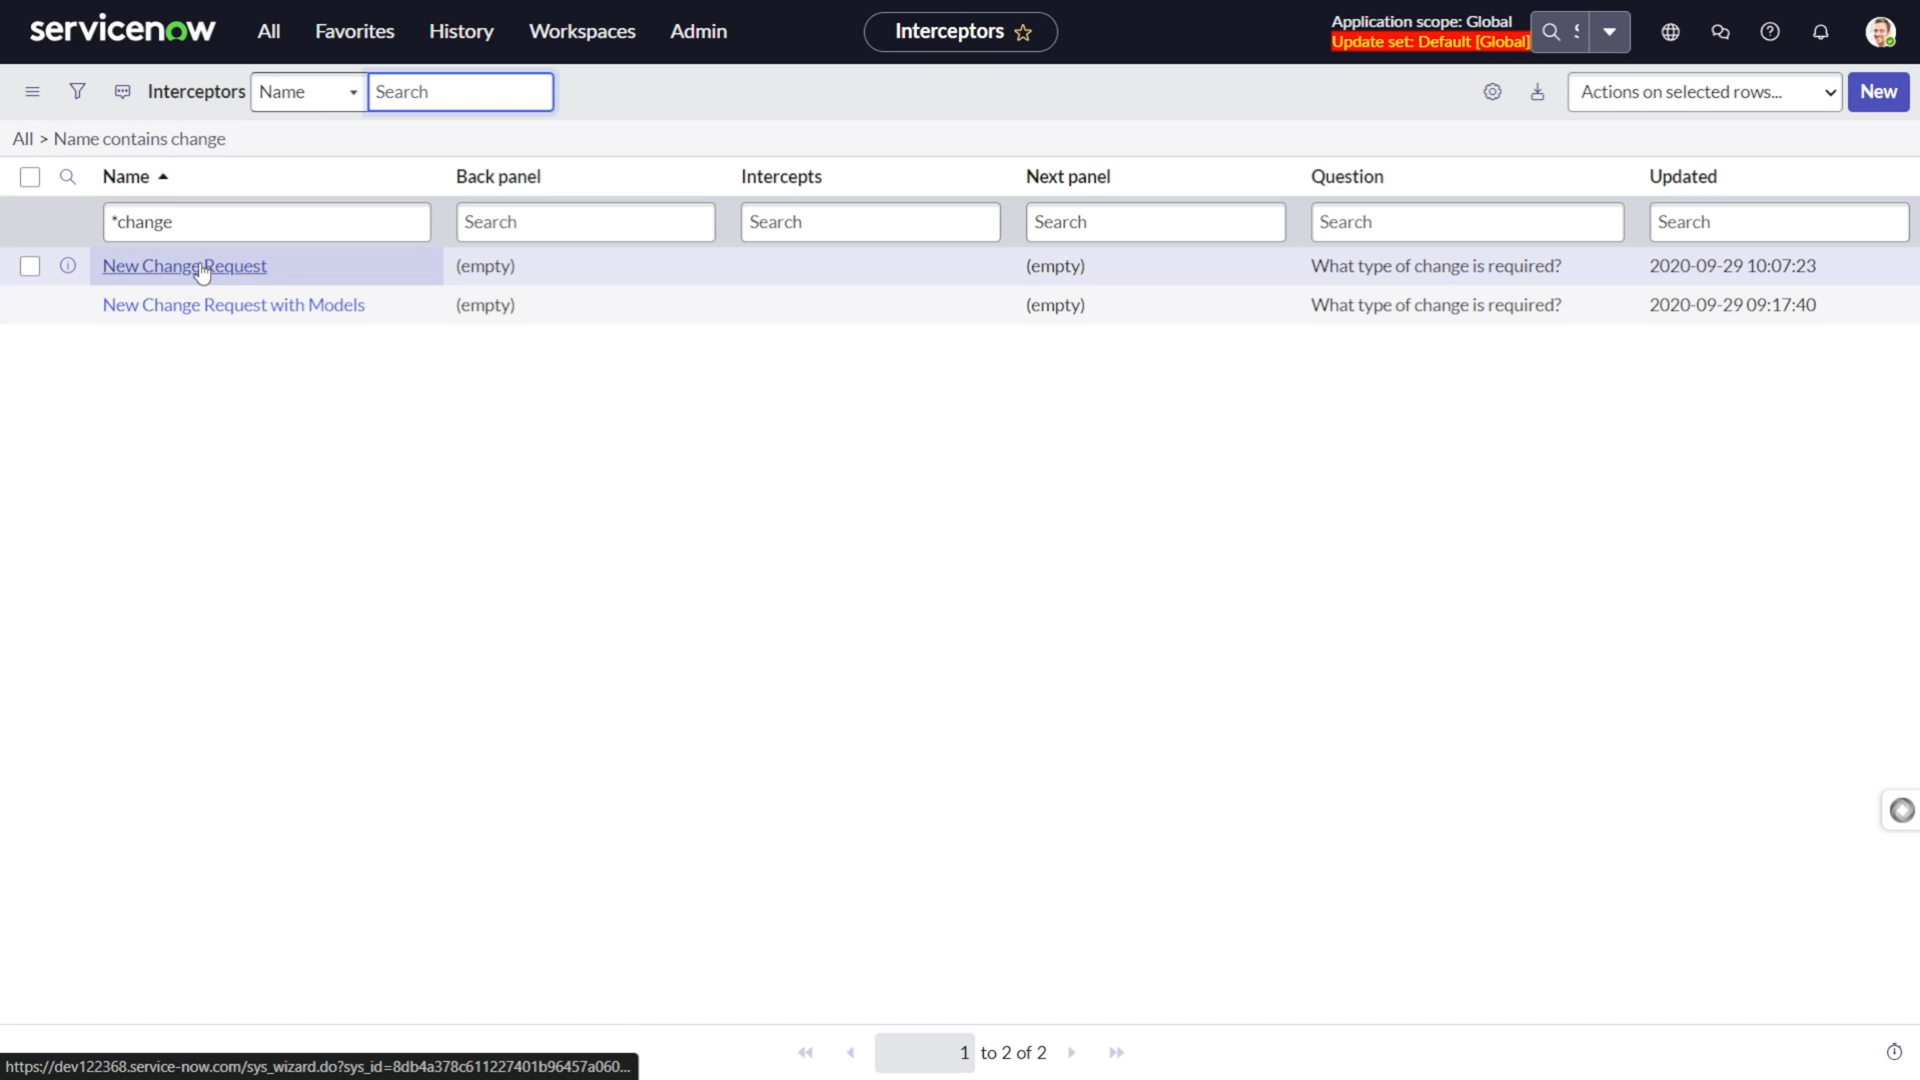 servicenow All Favorites History Workspaces Admin Interceptors Application scope: Global
Update set: Default [Global]
Interceptors Name Search Actions on selected rows... New
All > Name contains change
Name Back panel Intercepts Next panel Question Updated
*change Search Search Search Search Search
New Change Request (empty) (empty) What type of change is required? 2020-09-29 10:07:23
New Change Request with Models (empty) (empty) What type of change is required? 2020-09-29 09:17:40
1 to 2 of 2
https://dev122368.service-now.com/sys_wizard.do?sys_id=8db4a378c611227401b96457a060...